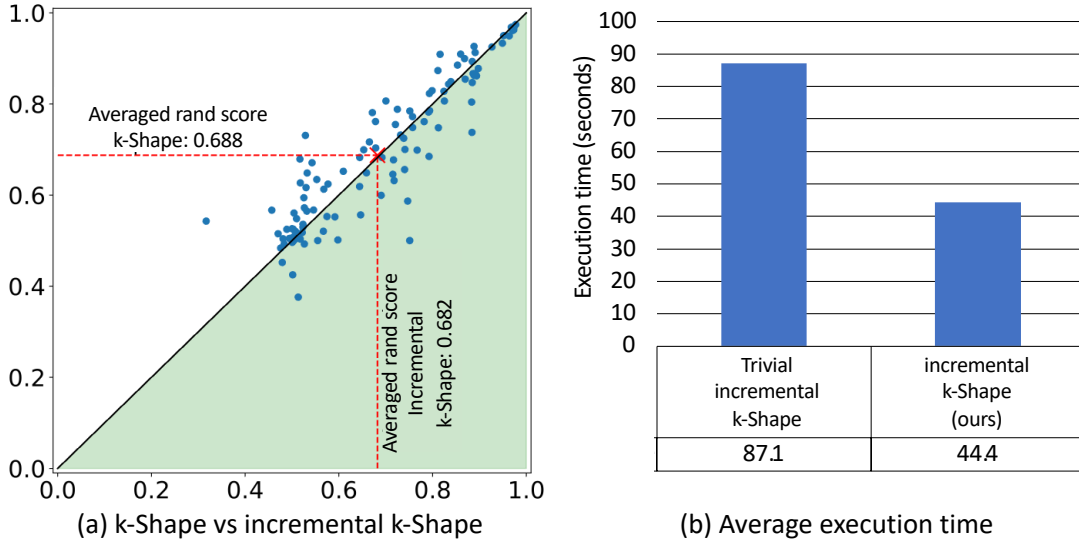 1.0
0.8
0.6
0.4
0.2
0.0
Averaged rand score
k-Shape: 0.688
Averaged rand score
Incremental
k-Shape: 0.682
0.0 0.2 0.4 0.6 0.8 1.0
(a) k-Shape vs incremental k-Shape
Execution time (seconds)
100
90
80
70
60
50
40
30
20
10
0
Trivial
incremental
k-Shape
incremental
k-Shape
(ours)
87.1 44.4
(b) Average execution time